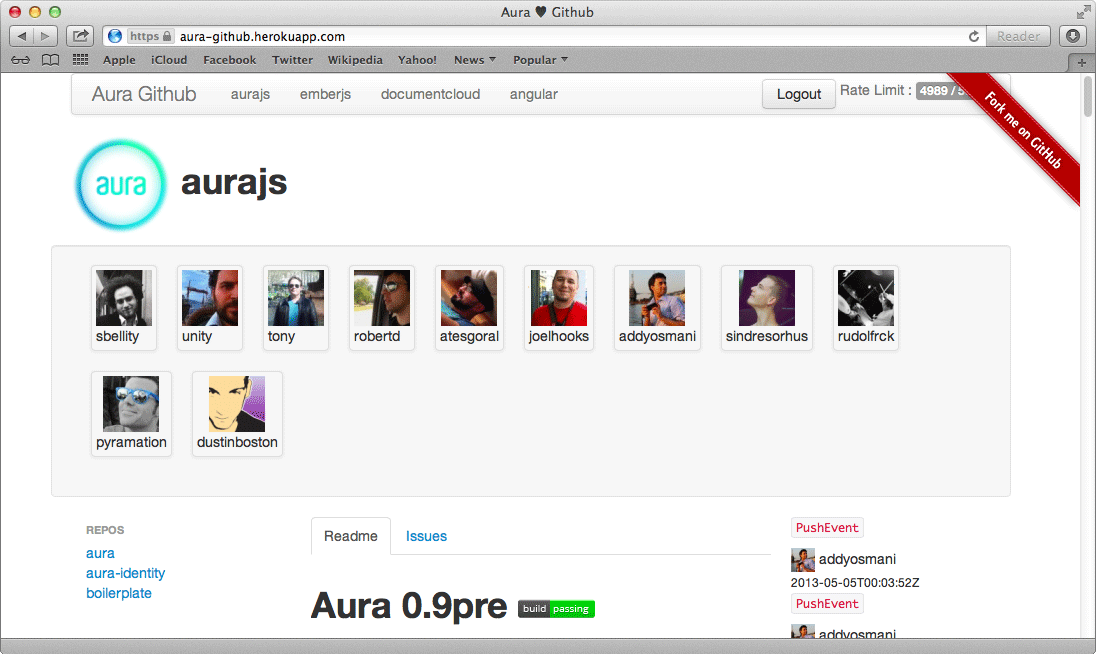 Aura ♥ Github
https aura-github.herokuapp.com Reader
Apple iCloud Facebook Twitter Wikipedia Yahoo! News Popular
Aura Github aurajs emberjs documentcloud angular Logout Rate Limit : 4989 / 5
Fork me on GitHub
aura aurajs
sbellity unity tony robertd atesgoral joelhooks addyosmani sindresorhus rudolfrck
pyramation dustinboston
REPOS
aura
aura-identity
boilerplate
Readme Issues
Aura 0.9pre build passing
PushEvent
addyosmani
2013-05-05T00:03:52Z
PushEvent
addyosmani